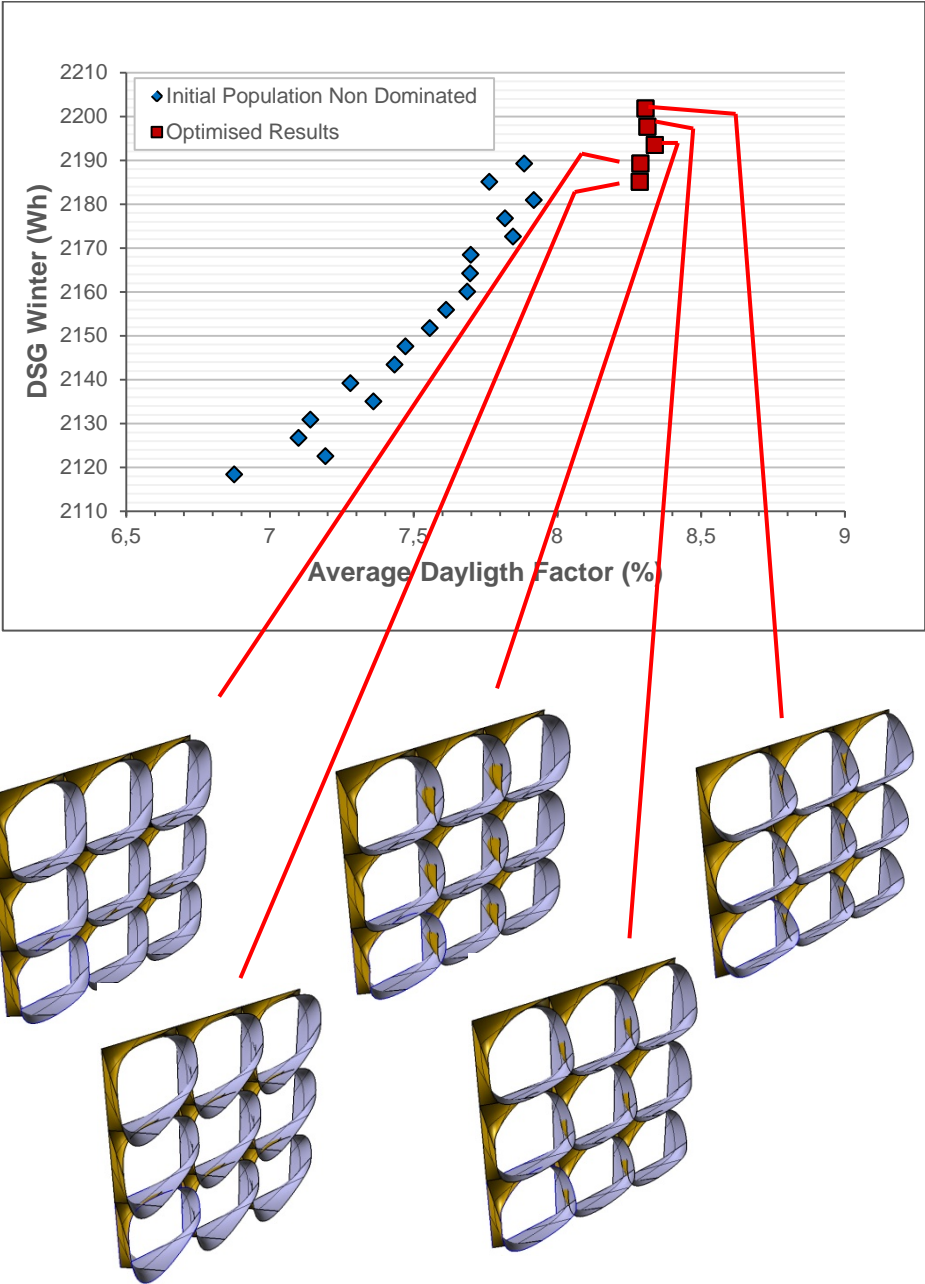 2210
2200
2190
2180
2170
2160
2150
2140
2130
2120
2110
DSG Winter (Wh)
Initial Population Non Dominated
Optimised Results
6,5 7 7,5 8 8,5 9
Average Dayligth Factor (%)